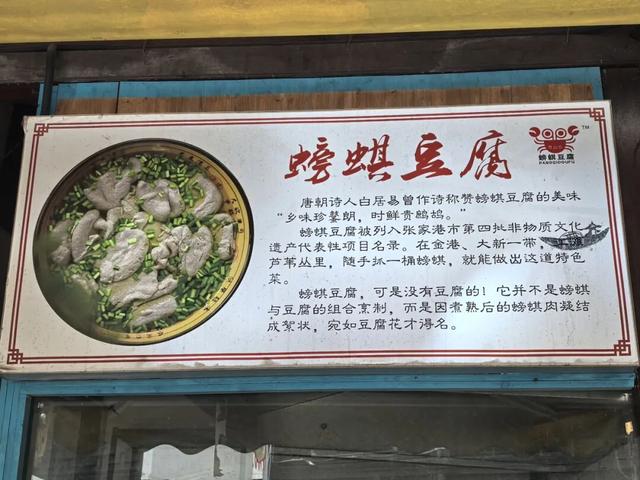 螃蜞豆腐
TM
螃蜞豆腐
PANGQIDOUFU
唐朝诗人白居易曾作诗称赞螃蜞豆腐的美味
“乡味珍蟛蚏，时鲜贵鹧鸪。”
螃蜞豆腐被列入张家港市第四批非物质文化
遗产代表性项目名录。在金港、大新一带，
芦苇丛里，随手抓一桶螃蜞，就能做出这道特色
菜。
螃蜞豆腐，可是没有豆腐的！它并不是螃蜞
与豆腐的组合烹制，而是因煮熟后的螃蜞肉凝结
成絮状，宛如豆腐花才得名。